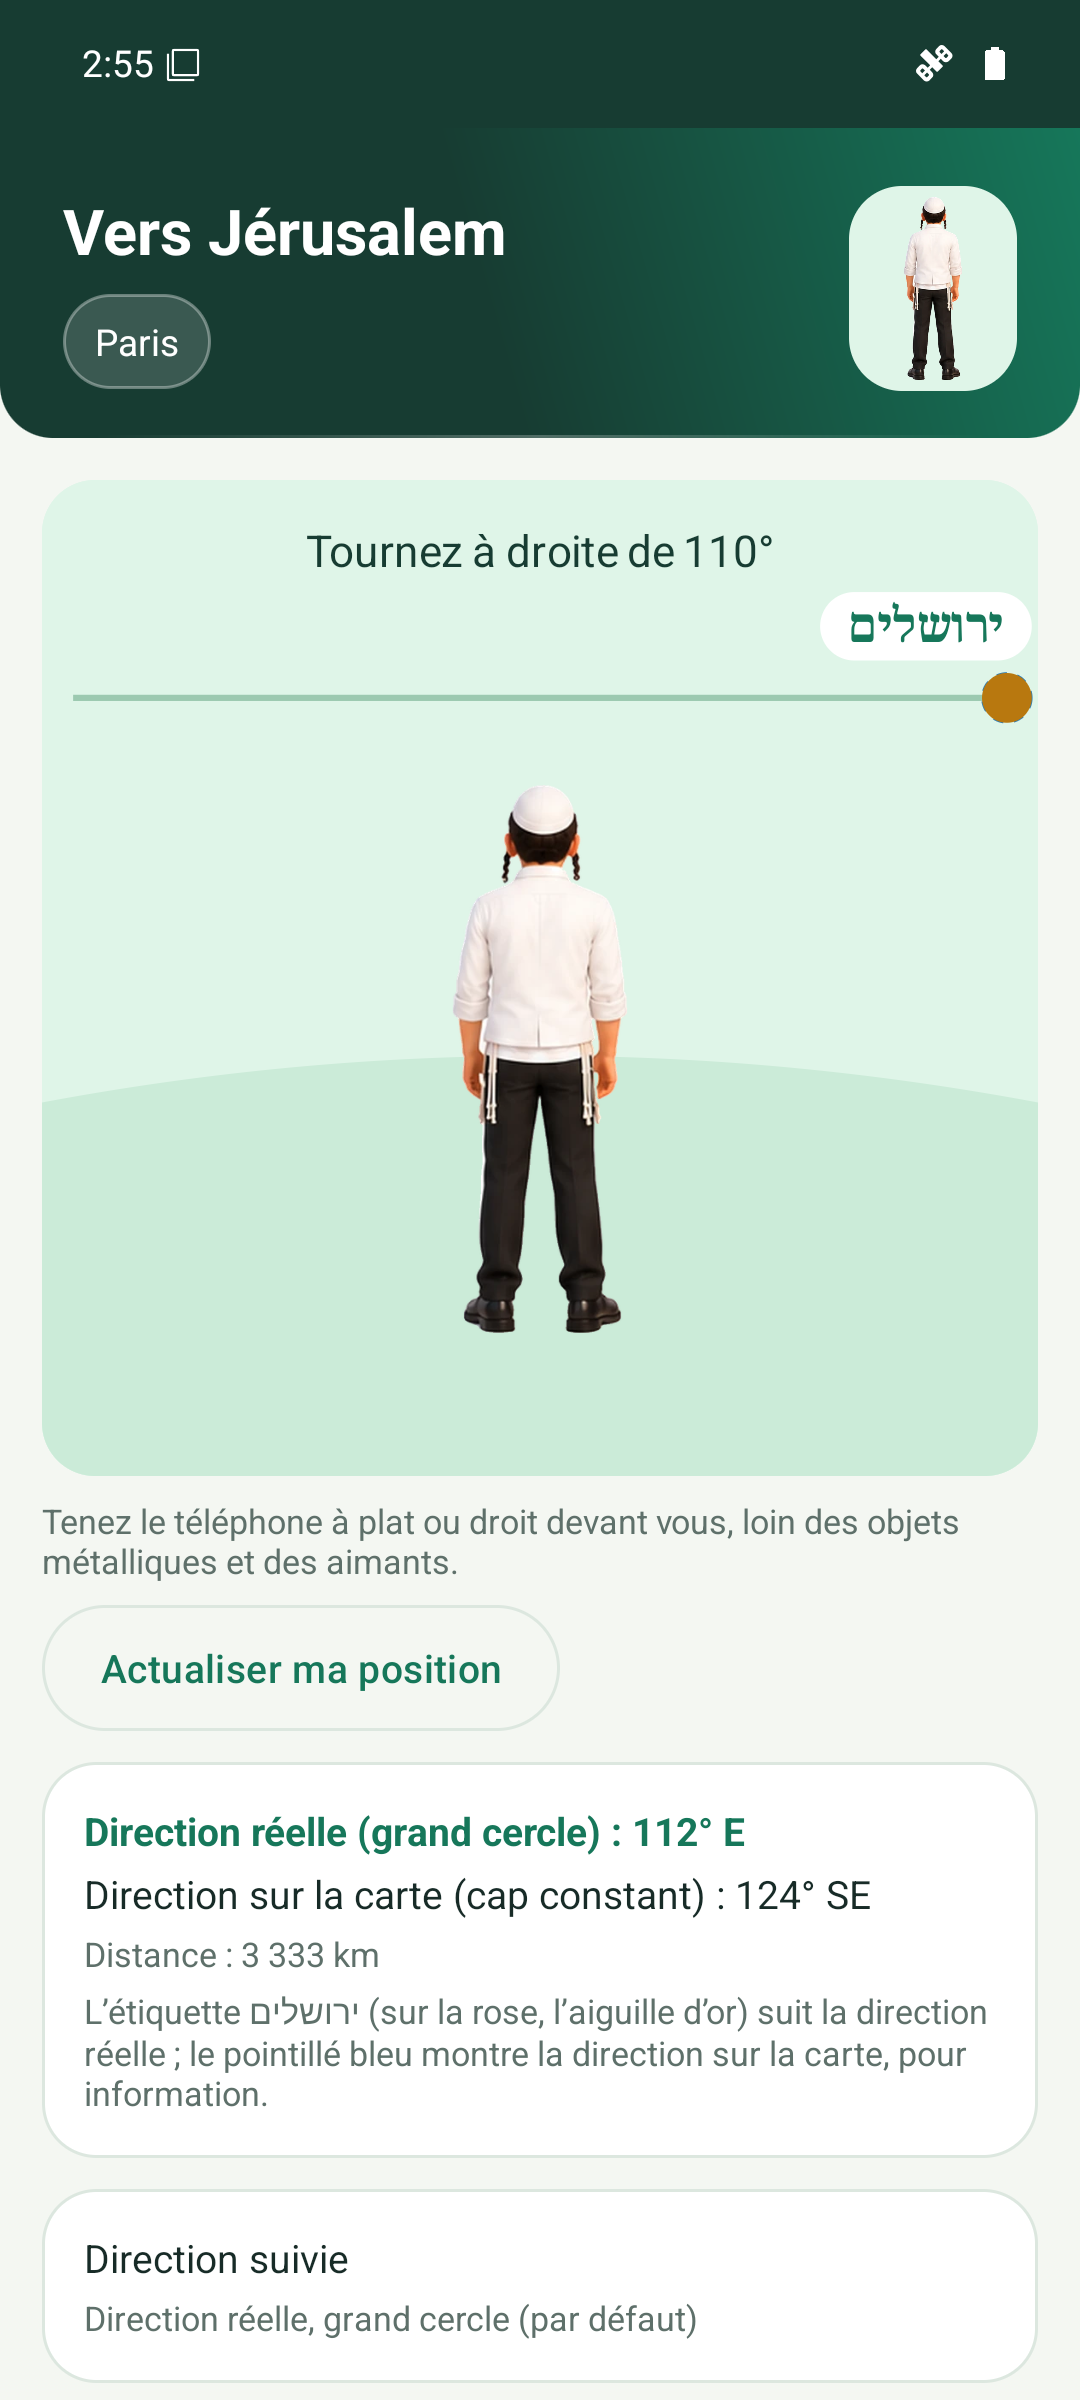 2:55
Vers Jérusalem
Paris
Tournez à droite de 110°
ירושלים
Tenez le téléphone à plat ou droit devant vous, loin des objets
métalliques et des aimants.
Actualiser ma position
Direction réelle (grand cercle) : 112° E
Direction sur la carte (cap constant) : 124° SE
Distance : 3 333 km
L’étiquette ירושלים (sur la rose, l’aiguille d’or) suit la direction
réelle ; le pointillé bleu montre la direction sur la carte, pour
information.
Direction suivie
Direction réelle, grand cercle (par défaut)